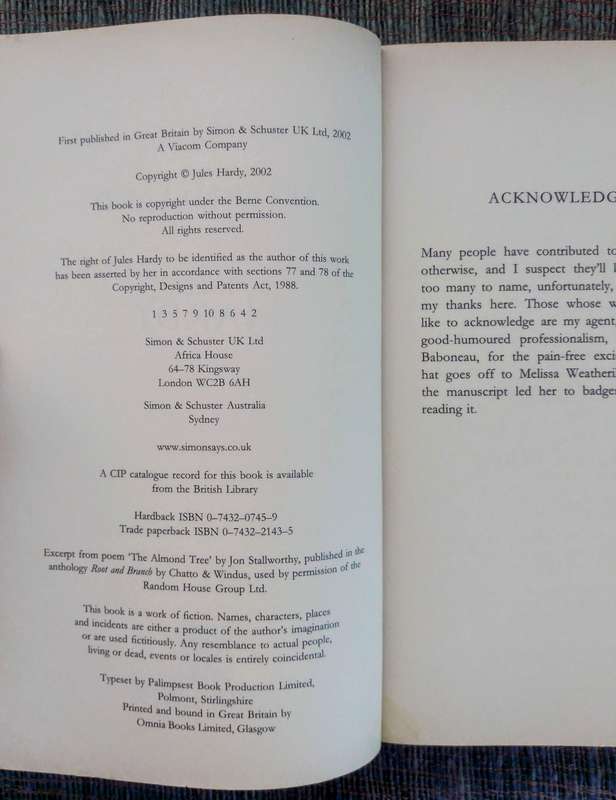 First published in Great Britain by Simon & Schuster UK Ltd, 2002
A Viacom Company
Copyright © Jules Hardy, 2002
This book is copyright under the Berne Convention.
No reproduction without permission.
All rights reserved.
The right of Jules Hardy to be identified as the author of this work
has been asserted by her in accordance with sections 77 and 78 of the
Copyright, Designs and Patents Act, 1988.
1 3 5 7 9 10 8 6 4 2
Simon & Schuster UK Ltd
Africa House
64–78 Kingsway
London WC2B 6AH
Simon & Schuster Australia
Sydney
www.simonsays.co.uk
A CIP catalogue record for this book is available
from the British Library
Hardback ISBN 0–7432–0745–9
Trade paperback ISBN 0–7432–2143–5
Excerpt from poem 'The Almond Tree' by Jon Stallworthy, published in the
anthology Root and Branch by Chatto & Windus, used by permission of the
Random House Group Ltd.
This book is a work of fiction. Names, characters, places
and incidents are either a product of the author's imagination
or are used fictitiously. Any resemblance to actual people,
living or dead, events or locales is entirely coincidental.
Typeset by Palimpsest Book Production Limited,
Polmont, Stirlingshire
Printed and bound in Great Britain by
Omnia Books Limited, Glasgow
ACKNOWLEDG
Many people have contributed to
otherwise, and I suspect they'll
too many to name, unfortunately,
my thanks here. Those whose w
like to acknowledge are my agent,
good-humoured professionalism,
Baboneau, for the pain-free exci
hat goes off to Melissa Weatheri
the manuscript led her to badge
reading it.